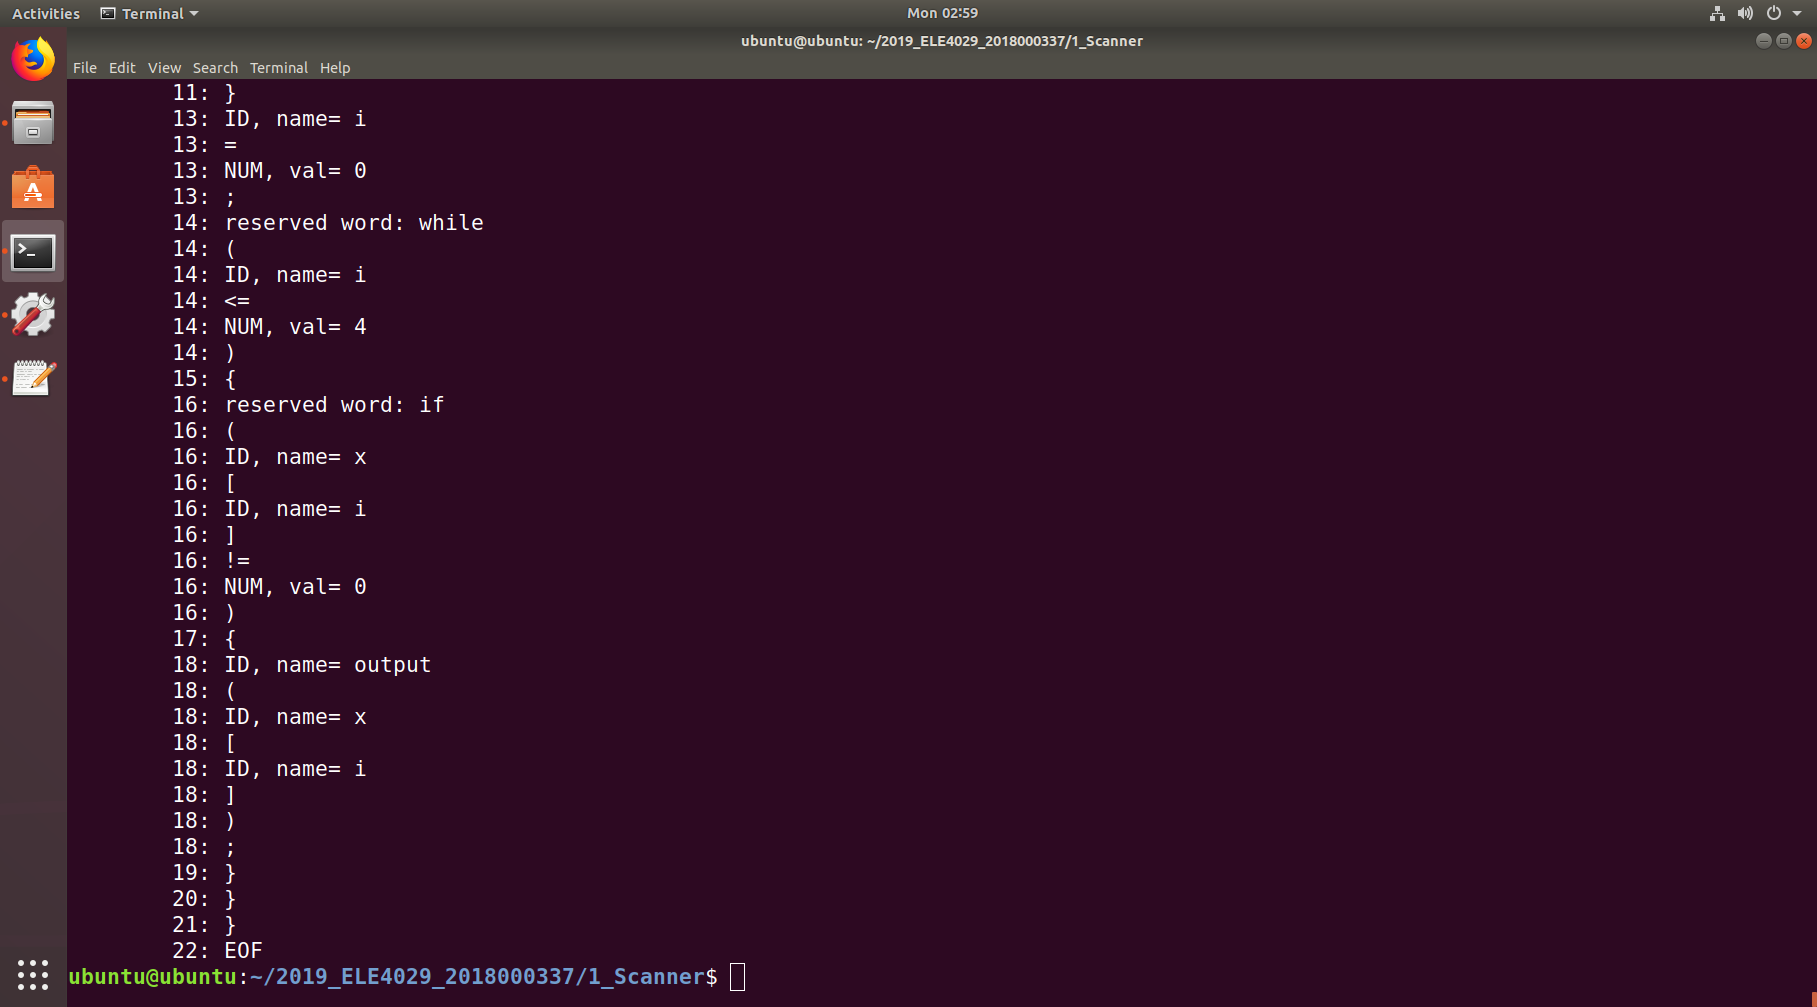 Activities Terminal Mon 02:59
ubuntu@ubuntu: ~/2019_ELE4029_2018000337/1_Scanner
File Edit View Search Terminal Help
11: }
13: ID, name= i
13: =
13: NUM, val= 0
13: ;
14: reserved word: while
14: (
14: ID, name= i
14: <=
14: NUM, val= 4
14: )
15: {
16: reserved word: if
16: (
16: ID, name= x
16: [
16: ID, name= i
16: ]
16: !=
16: NUM, val= 0
16: )
17: {
18: ID, name= output
18: (
18: ID, name= x
18: [
18: ID, name= i
18: ]
18: )
18: ;
19: }
20: }
21: }
22: EOF
ubuntu@ubuntu:~/2019_ELE4029_2018000337/1_Scanner$